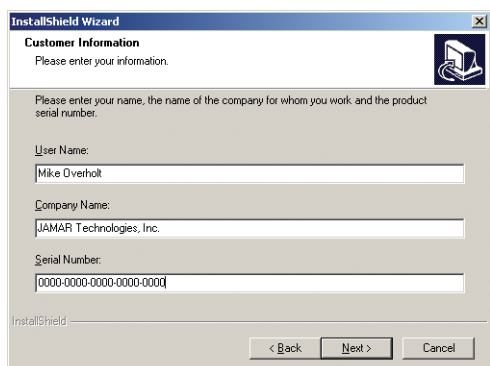 InstallShield Wizard
Customer Information
Please enter your information.
Please enter your name, the name of the company for whom you work and the product
serial number.
User Name:
Mike Overholt
Company Name:
JAMAR Technologies, Inc.
Serial Number:
0000-0000-0000-0000-0000
InstallShield
< Back
Next >
Cancel